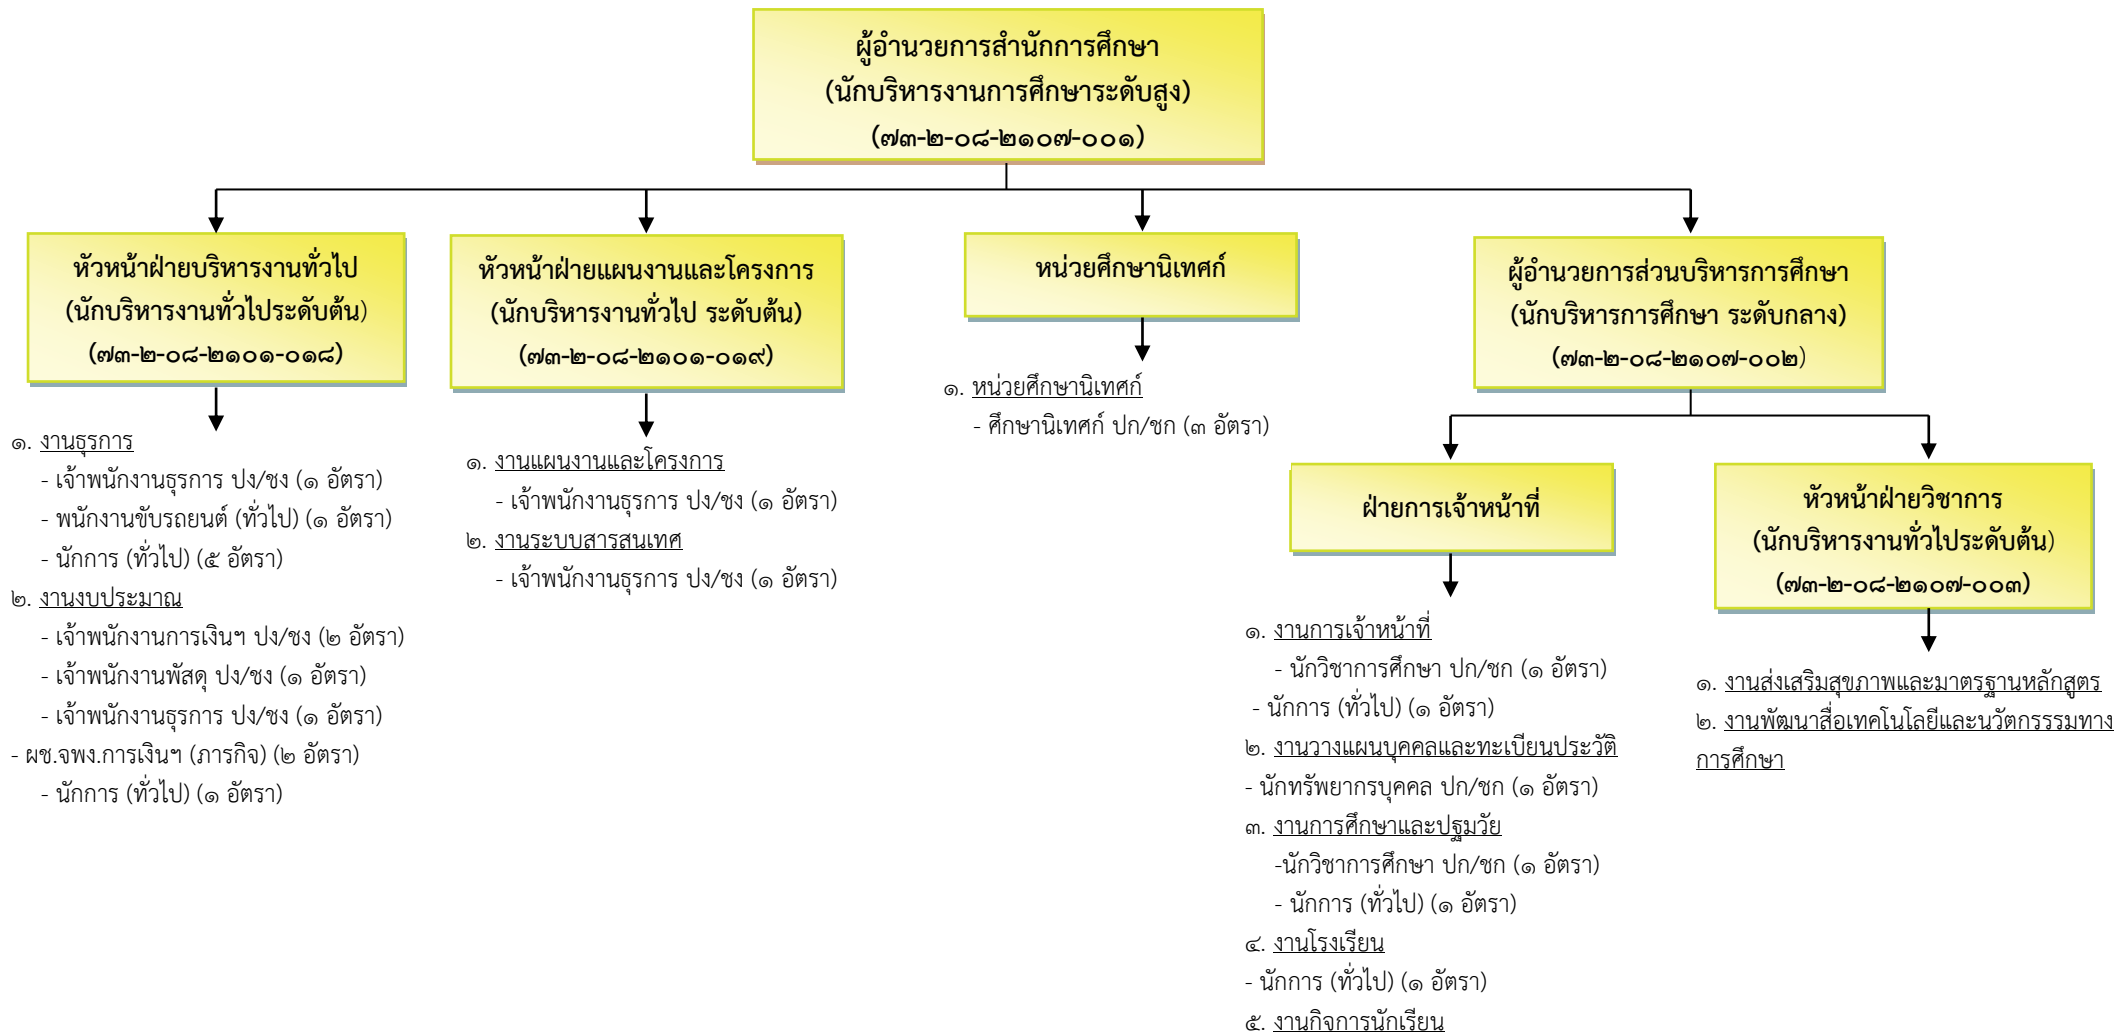 ผู้อำนวยการสำนักการศึกษา
(นักบริหารงานการศึกษาระดับสูง)
(๗๓-๒-๐๘-๒๑๐๗-๐๐๑)
หัวหน้าฝ่ายบริหารงานทั่วไป
(นักบริหารงานทั่วไประดับต้น)
(๗๓-๒-๐๘-๒๑๐๑-๐๑๘)
๑. งานธุรการ
- เจ้าพนักงานธุรการ ปง/ชง (๑ อัตรา)
- พนักงานขับรถยนต์ (ทั่วไป) (๑ อัตรา)
- นักการ (ทั่วไป) (๕ อัตรา)
๒. งานงบประมาณ
- เจ้าพนักงานการเงินฯ ปง/ชง (๒ อัตรา)
- เจ้าพนักงานพัสดุ ปง/ชง (๑ อัตรา)
- เจ้าพนักงานธุรการ ปง/ชง (๑ อัตรา)
- ผช.จพง.การเงินฯ (ภารกิจ) (๒ อัตรา)
- นักการ (ทั่วไป) (๑ อัตรา)
หัวหน้าฝ่ายแผนงานและโครงการ
(นักบริหารงานทั่วไป ระดับต้น)
(๗๓-๒-๐๘-๒๑๐๑-๐๑๙)
๑. งานแผนงานและโครงการ
- เจ้าพนักงานธุรการ ปง/ชง (๑ อัตรา)
๒. งานระบบสารสนเทศ
- เจ้าพนักงานธุรการ ปง/ชง (๑ อัตรา)
หน่วยศึกษานิเทศก์
๑. หน่วยศึกษานิเทศก์
- ศึกษานิเทศก์ ปก/ชก (๓ อัตรา)
ผู้อำนวยการส่วนบริหารการศึกษา
(นักบริหารการศึกษา ระดับกลาง)
(๗๓-๒-๐๘-๒๑๐๗-๐๐๒)
ฝ่ายการเจ้าหน้าที่
๑. งานการเจ้าหน้าที่
- นักวิชาการศึกษา ปก/ชก (๑ อัตรา)
- นักการ (ทั่วไป) (๑ อัตรา)
๒. งานวางแผนบุคคลและทะเบียนประวัติ
- นักทรัพยากรบุคคล ปก/ชก (๑ อัตรา)
๓. งานการศึกษาและปฐมวัย
-นักวิชาการศึกษา ปก/ชก (๑ อัตรา)
- นักการ (ทั่วไป) (๑ อัตรา)
๔. งานโรงเรียน
- นักการ (ทั่วไป) (๑ อัตรา)
๕. งานกิจการนักเรียน
หัวหน้าฝ่ายวิชาการ
(นักบริหารงานทั่วไประดับต้น)
(๗๓-๒-๐๘-๒๑๐๗-๐๐๓)
๑. งานส่งเสริมสุขภาพและมาตรฐานหลักสูตร
๒. งานพัฒนาสื่อเทคโนโลยีและนวัตกรรรมทาง
การศึกษา